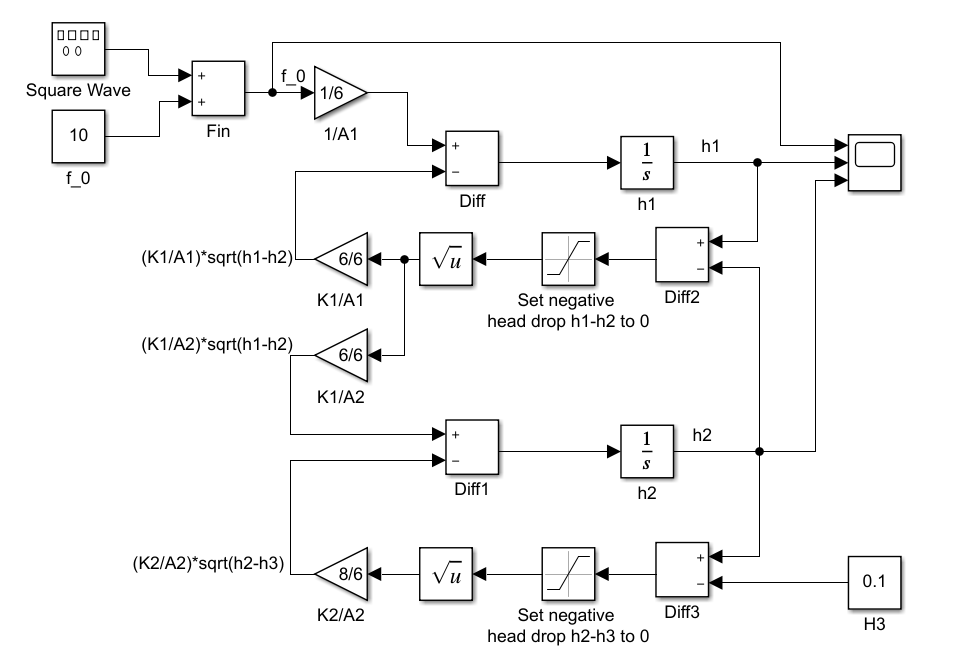 Square Wave
10
f_0
+
+
Fin
f_0
1/6
1/A1
+
−
Diff
1
s
h1
h1
(K1/A1)*sqrt(h1-h2)
6/6
K1/A1
√u
Set negative
head drop h1-h2 to 0
+
−
Diff2
(K1/A2)*sqrt(h1-h2)
6/6
K1/A2
+
−
Diff1
1
s
h2
h2
(K2/A2)*sqrt(h2-h3)
8/6
K2/A2
√u
Set negative
head drop h2-h3 to 0
+
−
Diff3
0.1
H3